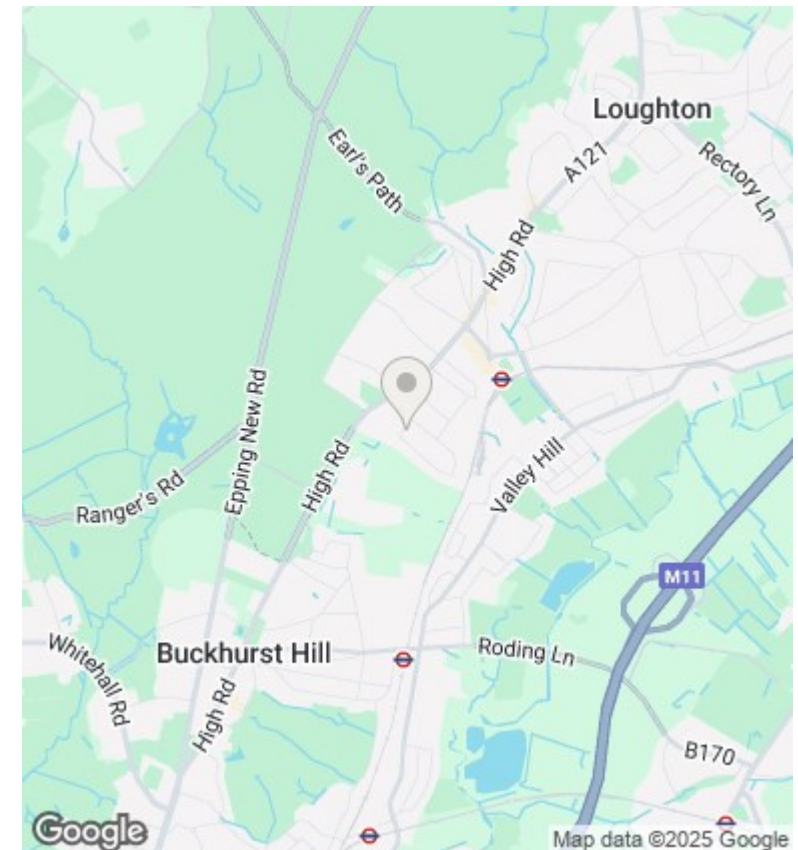 Loughton
A121
Earl's Path
Rectory Ln
High Rd
Epping New Rd
High Rd
Valley Hill
Ranger's Rd
M11
Buckhurst Hill
Roding Ln
Whitehall Rd
High Rd
B170
Google
Map data ©2025 Google